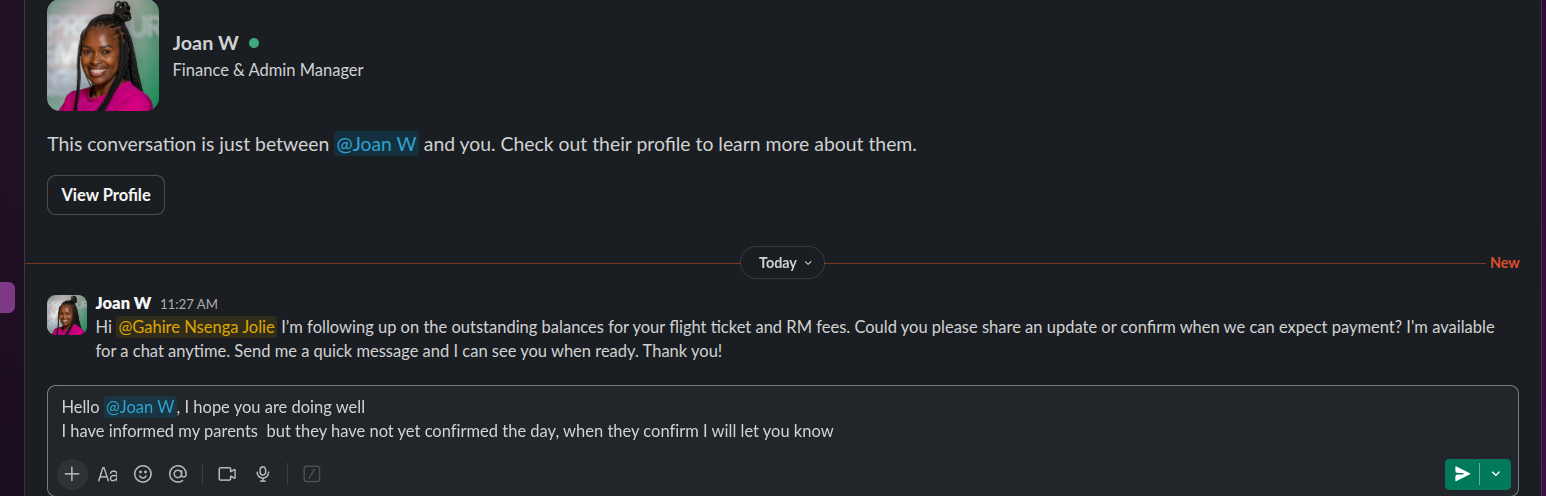 Joan W
Finance & Admin Manager
This conversation is just between @Joan W and you. Check out their profile to learn more about them.
View Profile
Today
New
Joan W 11:27 AM
Hi @Gahire Nsenga Jolie I'm following up on the outstanding balances for your flight ticket and RM fees. Could you please share an update or confirm when we can expect payment? I'm available
for a chat anytime. Send me a quick message and I can see you when ready. Thank you!
Hello @Joan W, I hope you are doing well
I have informed my parents  but they have not yet confirmed the day, when they confirm I will let you know
Aa